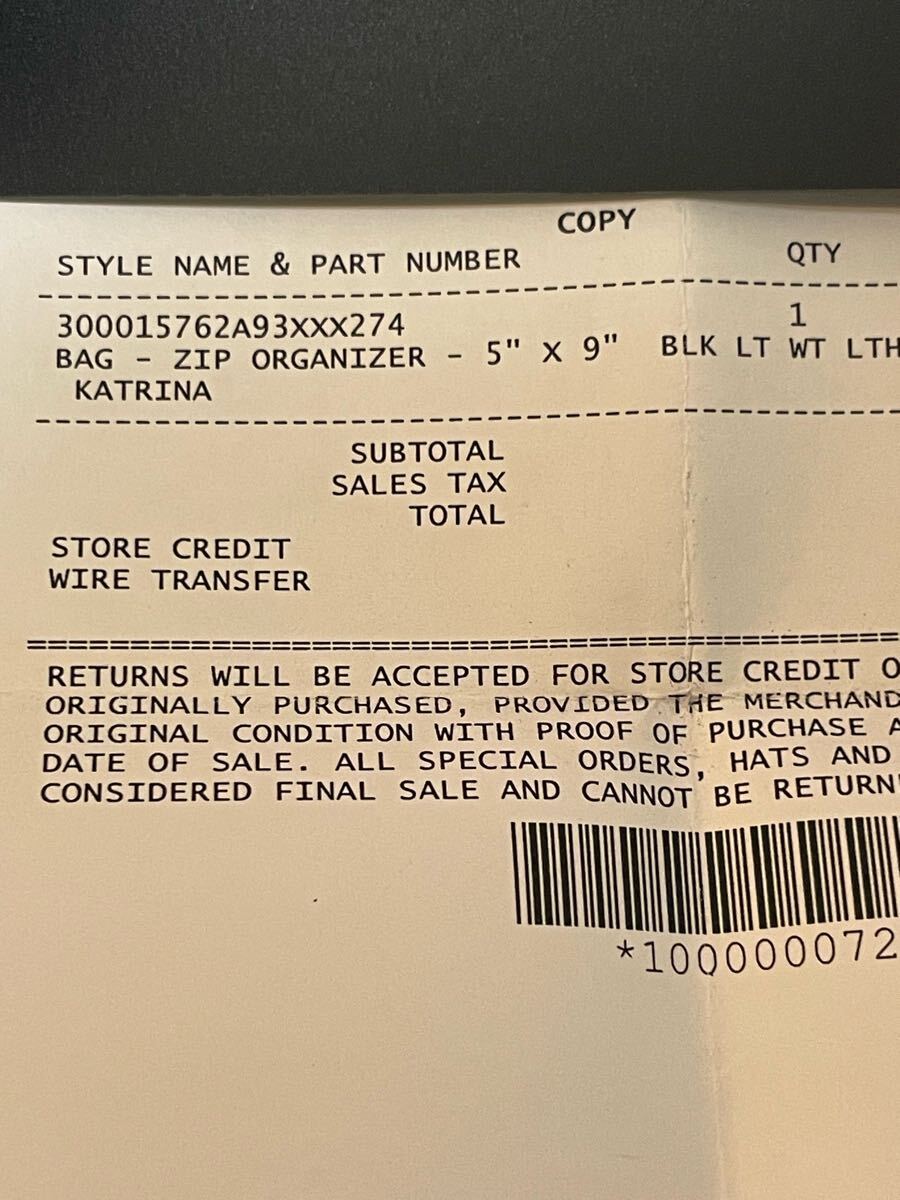 COPY
STYLE NAME & PART NUMBER QTY
--------------------------------------------------
300015762A93XXX274 1
BAG - ZIP ORGANIZER - 5" X 9" BLK LT WT LTH
KATRINA
--------------------------------------------------
SUBTOTAL
SALES TAX
TOTAL
STORE CREDIT
WIRE TRANSFER
==================================================
RETURNS WILL BE ACCEPTED FOR STORE CREDIT O
ORIGINALLY PURCHASED, PROVIDED THE MERCHAND
ORIGINAL CONDITION WITH PROOF OF PURCHASE A
DATE OF SALE. ALL SPECIAL ORDERS, HATS AND
CONSIDERED FINAL SALE AND CANNOT BE RETURN
*100000072